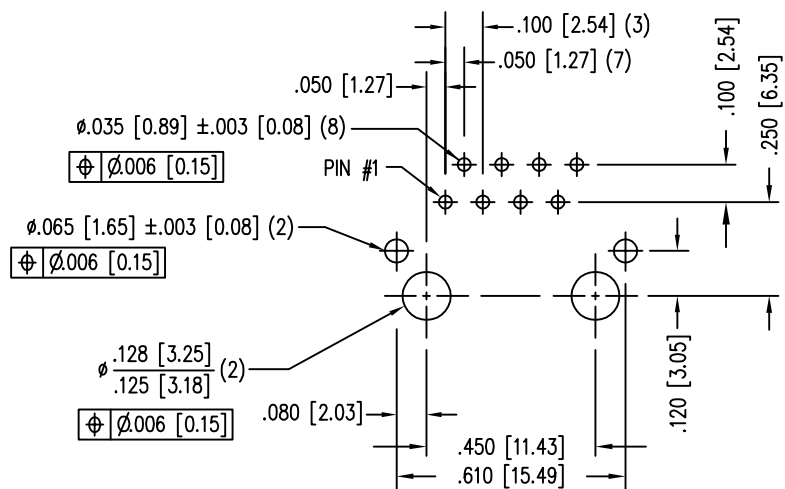 .100 [2.54] (3)
.050 [1.27] (7)
.050 [1.27]
.100 [2.54]
.250 [6.35]
ø.035 [0.89] ±.003 [0.08] (8)
⌖ Ø.006 [0.15]
PIN #1
ø.065 [1.65] ±.003 [0.08] (2)
⌖ Ø.006 [0.15]
ø .128 [3.25]
.125 [3.18] (2)
⌖ Ø.006 [0.15]
.080 [2.03]
.120 [3.05]
.450 [11.43]
.610 [15.49]